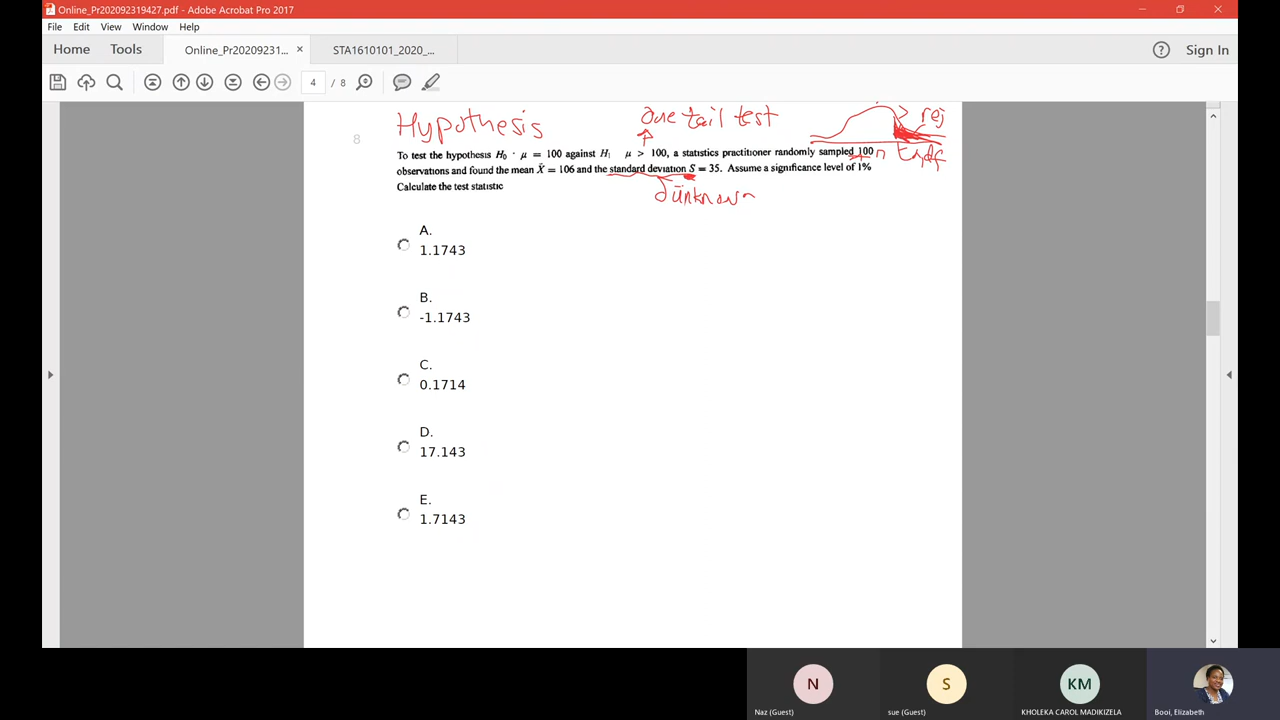 Online_Pr202092319427.pdf - Adobe Acrobat Pro 2017
File Edit View Window Help
Home Tools Online_Pr20209231... × STA1610101_2020_... Sign In
4 / 8
Hypothesis
One tail test
> rej
8
To test the hypothesis H₀ · μ = 100 against H₁ μ > 100, a statistics practitioner randomly sampled 100
n
observations and found the mean X̄ = 106 and the standard deviation S = 35. Assume a significance level of 1%
Calculate the test statistic
unknown
A.
1.1743
B.
-1.1743
C.
0.1714
D.
17.143
E.
1.7143
N S KM
Naz (Guest) sue (Guest) KHOLEKA CAROL MADIKIZELA Booi, Elizabeth